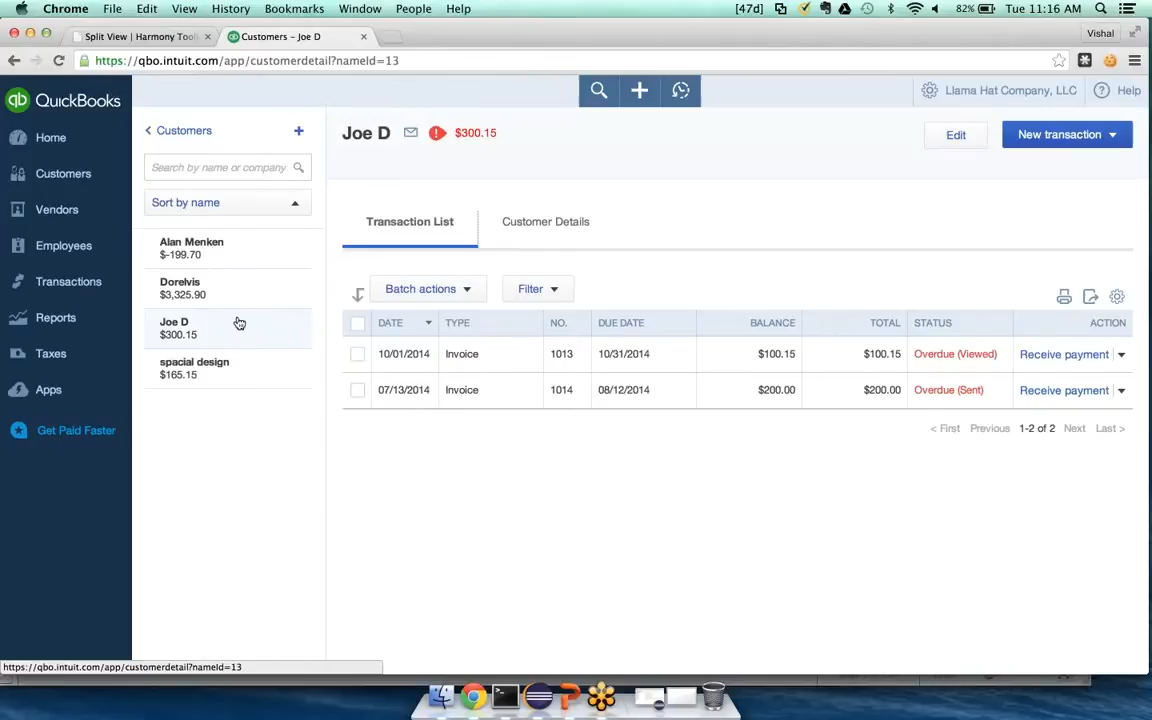 Chrome File Edit View History Bookmarks Window People Help [47d] 82% Tue 11:16 AM
Split View | Harmony Tool × Customers – Joe D × Vishal
https://qbo.intuit.com/app/customerdetail?nameId=13
qb QuickBooks Llama Hat Company, LLC ? Help
Home
Customers
Vendors
Employees
Transactions
Reports
Taxes
Apps
Get Paid Faster
Customers +
Search by name or company
Sort by name
Alan Menken
$-199.70
Dorelvis
$3,325.90
Joe D
$300.15
spacial design
$165.15
Joe D ! $300.15 Edit New transaction
Transaction List Customer Details
Batch actions Filter
DATE TYPE NO. DUE DATE BALANCE TOTAL STATUS ACTION
10/01/2014 Invoice 1013 10/31/2014 $100.15 $100.15 Overdue (Viewed) Receive payment
07/13/2014 Invoice 1014 08/12/2014 $200.00 $200.00 Overdue (Sent) Receive payment
< First Previous 1-2 of 2 Next Last >
https://qbo.intuit.com/app/customerdetail?nameId=13